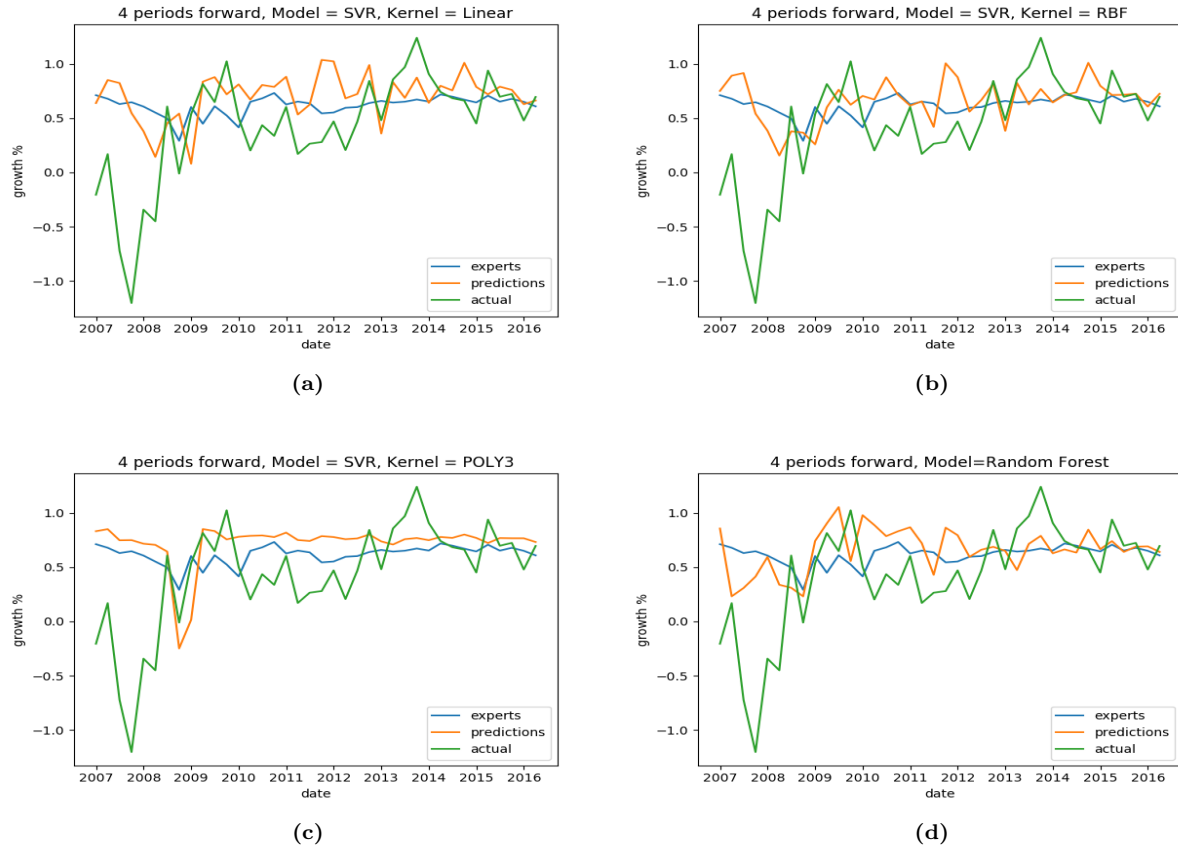 4 periods forward, Model = SVR, Kernel = Linear
growth %
1.0
0.5
0.0
−0.5
−1.0
experts
predictions
actual
2007 2008 2009 2010 2011 2012 2013 2014 2015 2016
date
(a)
4 periods forward, Model = SVR, Kernel = RBF
growth %
1.0
0.5
0.0
−0.5
−1.0
experts
predictions
actual
2007 2008 2009 2010 2011 2012 2013 2014 2015 2016
date
(b)
4 periods forward, Model = SVR, Kernel = POLY3
growth %
1.0
0.5
0.0
−0.5
−1.0
experts
predictions
actual
2007 2008 2009 2010 2011 2012 2013 2014 2015 2016
date
(c)
4 periods forward, Model=Random Forest
growth %
1.0
0.5
0.0
−0.5
−1.0
experts
predictions
actual
2007 2008 2009 2010 2011 2012 2013 2014 2015 2016
date
(d)